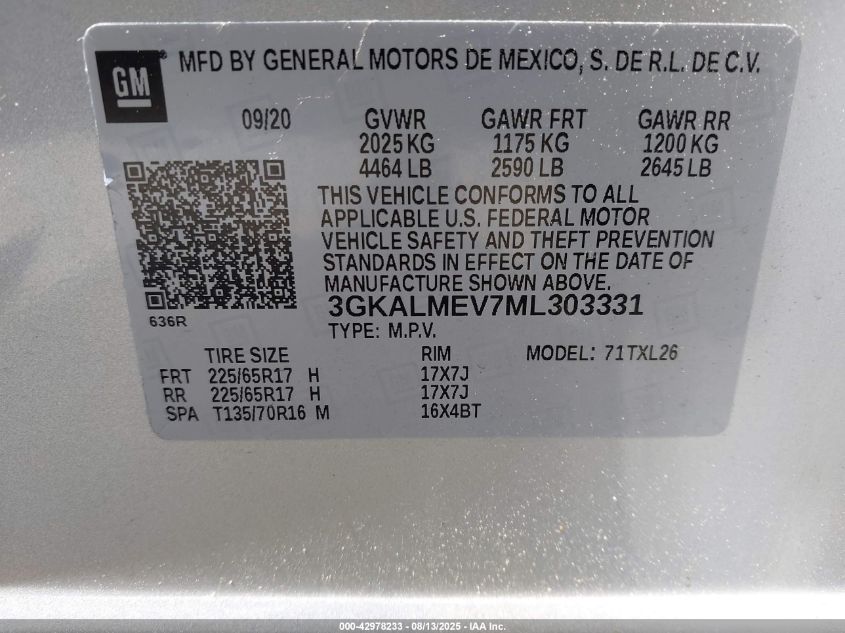 GM ® MFD BY GENERAL MOTORS DE MEXICO, S. DE R.L. DE C.V.
09/20 GVWR GAWR FRT GAWR RR
2025 KG 1175 KG 1200 KG
4464 LB 2590 LB 2645 LB
THIS VEHICLE CONFORMS TO ALL
APPLICABLE U.S. FEDERAL MOTOR
VEHICLE SAFETY AND THEFT PREVENTION
STANDARDS IN EFFECT ON THE DATE OF
MANUFACTURE SHOWN ABOVE.
3GKALMEV7ML303331
636R
TYPE: M.P.V.
TIRE SIZE RIM MODEL: 71TXL26
FRT 225/65R17 H 17X7J
RR 225/65R17 H 17X7J
SPA T135/70R16 M 16X4BT
000-42978233 - 08/13/2025 - IAA Inc.